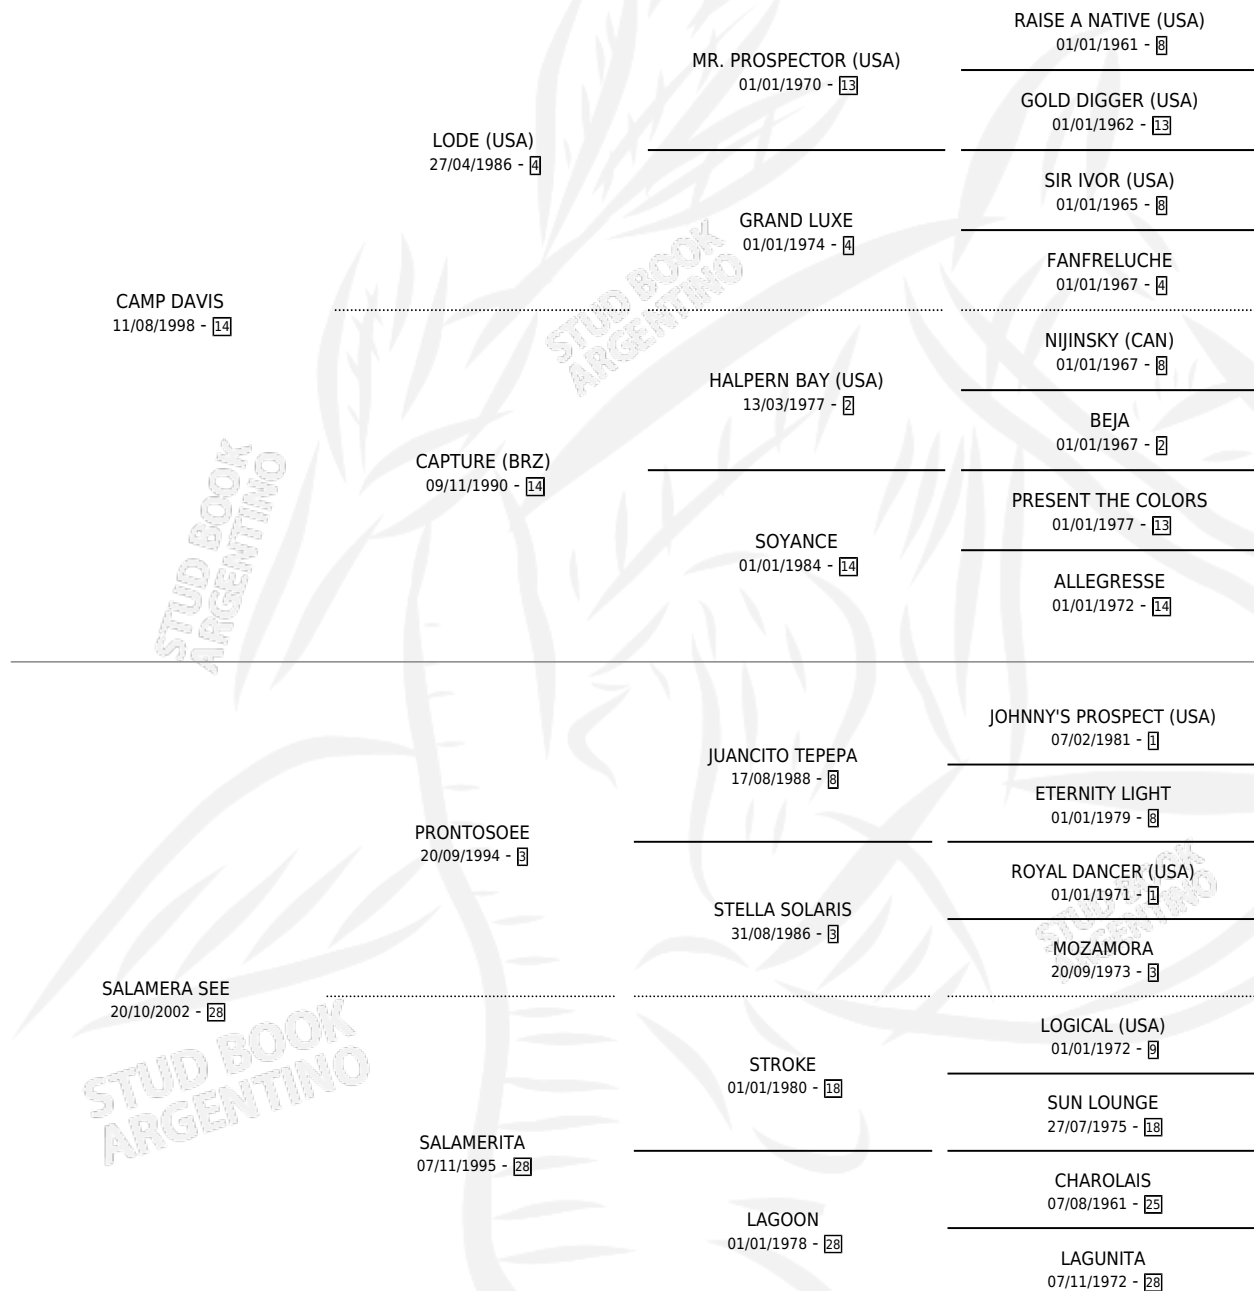 RAISE A NATIVE (USA)
01/01/1961 - 8
MR. PROSPECTOR (USA)
01/01/1970 - 13
GOLD DIGGER (USA)
01/01/1962 - 13
LODE (USA)
27/04/1986 - 4
SIR IVOR (USA)
01/01/1965 - 8
GRAND LUXE
01/01/1974 - 4
FANFRELUCHE
01/01/1967 - 4
CAMP DAVIS
11/08/1998 - 14
NIJINSKY (CAN)
01/01/1967 - 8
HALPERN BAY (USA)
13/03/1977 - 2
BEJA
01/01/1967 - 2
CAPTURE (BRZ)
09/11/1990 - 14
PRESENT THE COLORS
01/01/1977 - 13
SOYANCE
01/01/1984 - 14
ALLEGRESSE
01/01/1972 - 14
JOHNNY'S PROSPECT (USA)
07/02/1981 - 1
JUANCITO TEPEPA
17/08/1988 - 8
ETERNITY LIGHT
01/01/1979 - 8
PRONTOSOEE
20/09/1994 - 3
ROYAL DANCER (USA)
01/01/1971 - 1
STELLA SOLARIS
31/08/1986 - 3
MOZAMORA
20/09/1973 - 3
SALAMERA SEE
20/10/2002 - 28
LOGICAL (USA)
01/01/1972 - 9
STROKE
01/01/1980 - 18
SUN LOUNGE
27/07/1975 - 18
SALAMERITA
07/11/1995 - 28
CHAROLAIS
07/08/1961 - 25
LAGOON
01/01/1978 - 28
LAGUNITA
07/11/1972 - 28
STUD BOOK
ARGENTINO
STUD BOOK
ARGENTINO
STUD BOOK
ARGENTINO
STUD BOOK
ARGENTINO